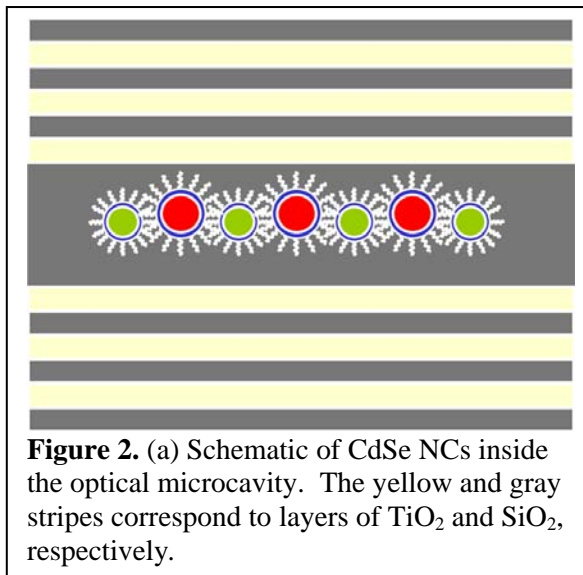 Figure 2. (a) Schematic of CdSe NCs inside
the optical microcavity.  The yellow and gray
stripes correspond to layers of TiO₂ and SiO₂,
respectively.